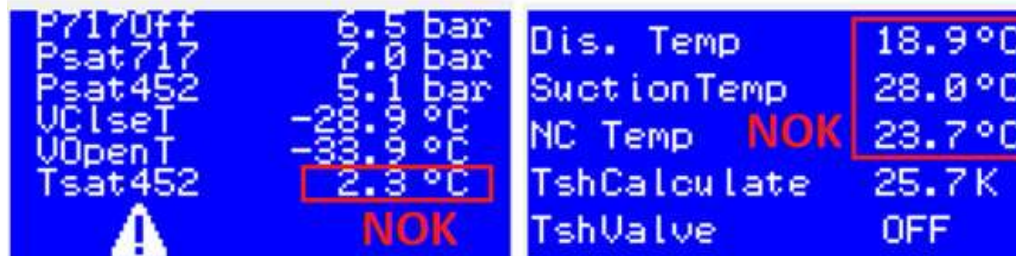 P717Off 6.5 bar
Psat717 7.0 bar
Psat452 5.1 bar
VClseT -28.9 °C
VOpenT -33.9 °C
Tsat452 2.3 °C
NOK
Dis. Temp 18.9°C
SuctionTemp 28.0°C
NC Temp NOK 23.7°C
TshCalculate 25.7K
TshValve OFF